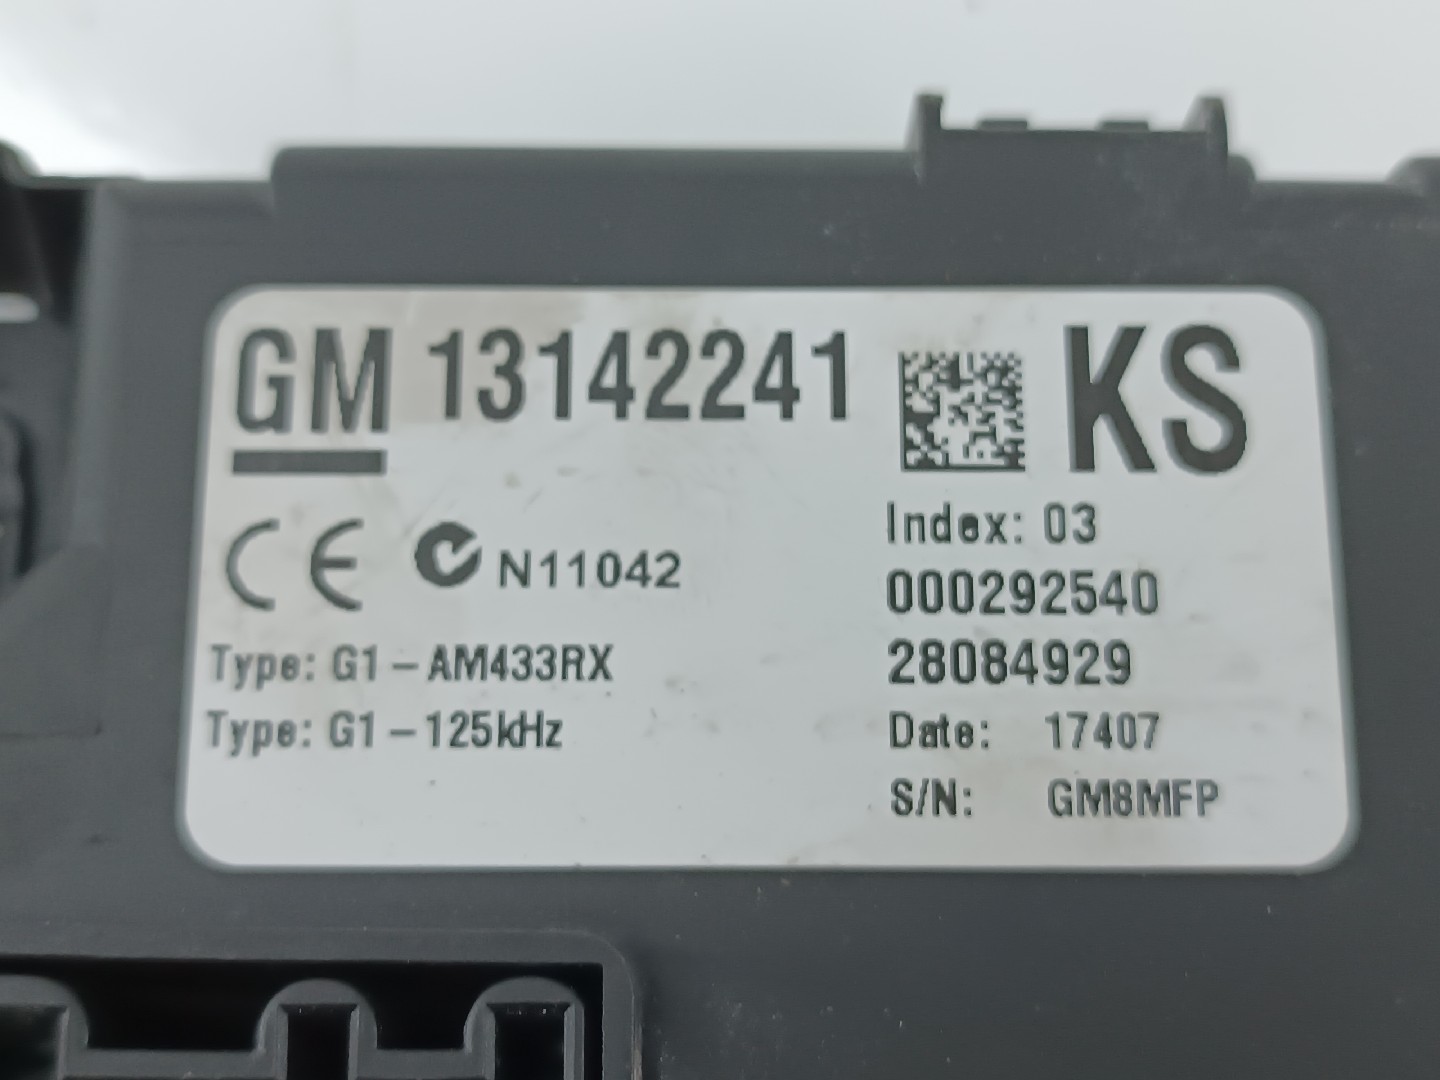 GM 13142241 KS
CE N11042
Index: 03
000292540
Type: G1-AM433RX
28084929
Type: G1-125kHz
Date: 17407
S/N: GM8MFP